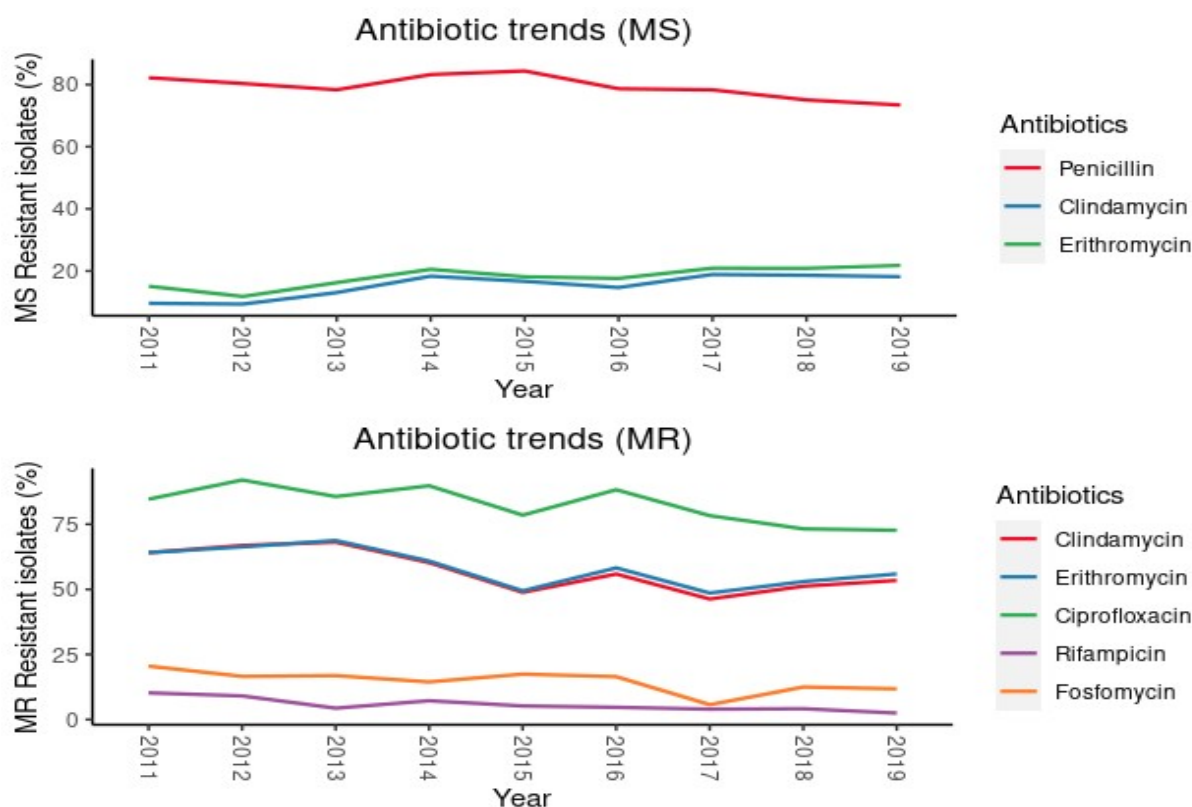 Antibiotic trends (MS)
MS Resistant isolates (%)
80
60
40
20
2011
2012
2013
2014
2015
2016
2017
2018
2019
Year
Antibiotics
Penicillin
Clindamycin
Erithromycin
Antibiotic trends (MR)
MR Resistant isolates (%)
75
50
25
0
2011
2012
2013
2014
2015
2016
2017
2018
2019
Year
Antibiotics
Clindamycin
Erithromycin
Ciprofloxacin
Rifampicin
Fosfomycin